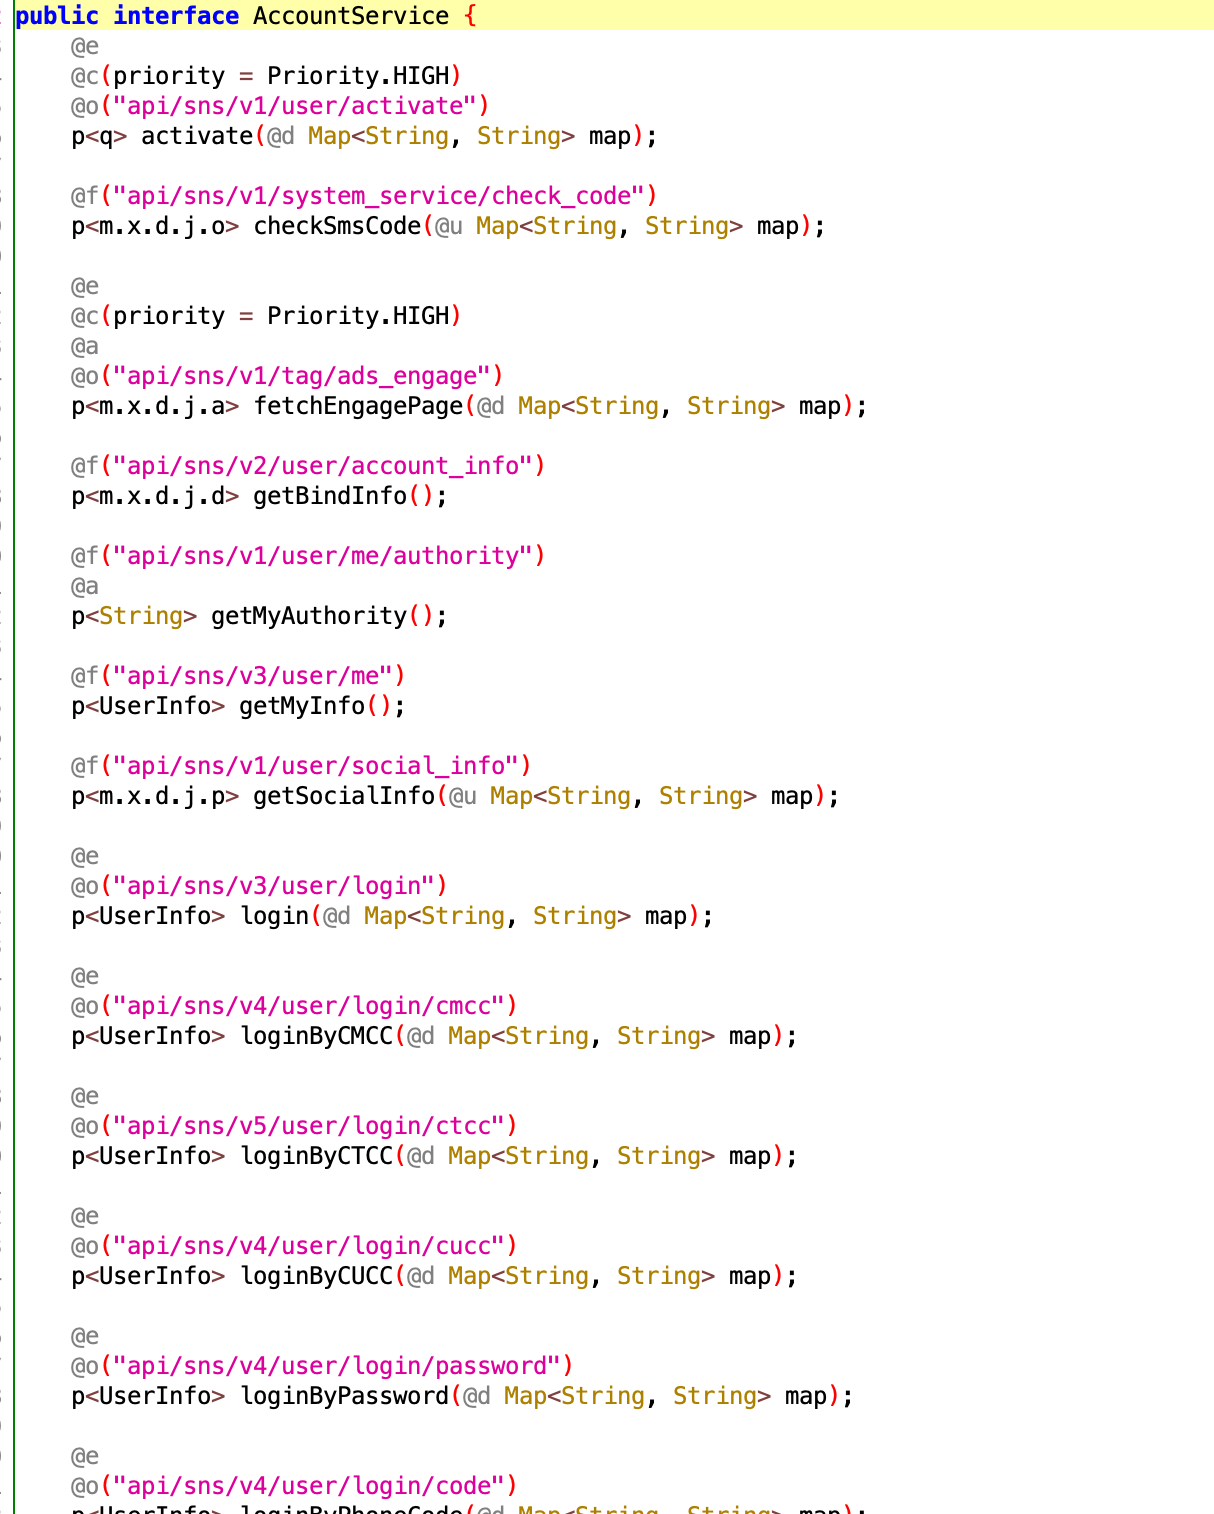 public interface AccountService {
@e
@c(priority = Priority.HIGH)
@o("api/sns/v1/user/activate")
p<q> activate(@d Map<String, String> map);
@f("api/sns/v1/system_service/check_code")
p<m.x.d.j.o> checkSmsCode(@u Map<String, String> map);
@e
@c(priority = Priority.HIGH)
@a
@o("api/sns/v1/tag/ads_engage")
p<m.x.d.j.a> fetchEngagePage(@d Map<String, String> map);
@f("api/sns/v2/user/account_info")
p<m.x.d.j.d> getBindInfo();
@f("api/sns/v1/user/me/authority")
@a
p<String> getMyAuthority();
@f("api/sns/v3/user/me")
p<UserInfo> getMyInfo();
@f("api/sns/v1/user/social_info")
p<m.x.d.j.p> getSocialInfo(@u Map<String, String> map);
@e
@o("api/sns/v3/user/login")
p<UserInfo> login(@d Map<String, String> map);
@e
@o("api/sns/v4/user/login/cmcc")
p<UserInfo> loginByCMCC(@d Map<String, String> map);
@e
@o("api/sns/v5/user/login/ctcc")
p<UserInfo> loginByCTCC(@d Map<String, String> map);
@e
@o("api/sns/v4/user/login/cucc")
p<UserInfo> loginByCUCC(@d Map<String, String> map);
@e
@o("api/sns/v4/user/login/password")
p<UserInfo> loginByPassword(@d Map<String, String> map);
@e
@o("api/sns/v4/user/login/code")
p<UserInfo> loginByPhoneCode(@d Map<String, String> map);